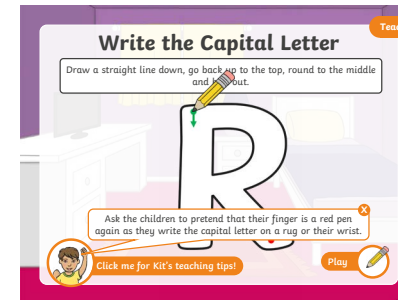 Teac
Write the Capital Letter
Draw a straight line down, go back up to the top, round to the middle
and out.
R
Ask the children to pretend that their finger is a red pen
again as they write the capital letter on a rug or their wrist.
X
Click me for Kit's teaching tips!
Play